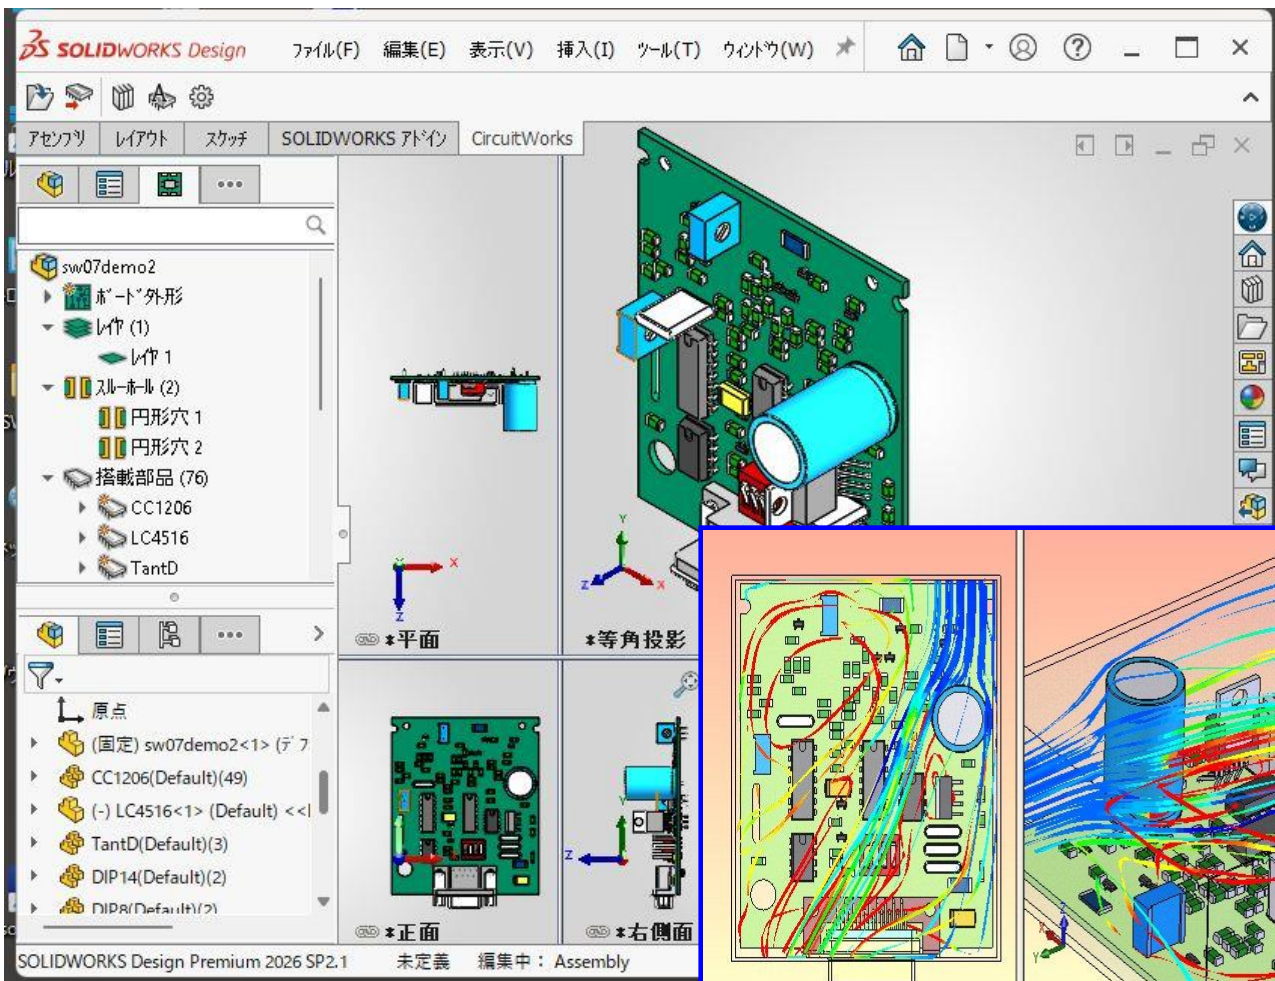 SOLIDWORKS Design ﾌｧｲﾙ(F) 編集(E) 表示(V) 挿入(I) ﾂｰﾙ(T) ｳｨﾝﾄﾞｳ(W)
ｱｾﾝﾌﾞﾘ ﾚｲｱｳﾄ ｽｹｯﾁ SOLIDWORKS ｱﾄﾞｲﾝ CircuitWorks
sw07demo2
ﾎﾞｰﾄﾞ外形
ﾚｲﾔ (1)
ﾚｲﾔ 1
ｽﾙｰﾎｰﾙ (2)
円形穴 1
円形穴 2
搭載部品 (76)
CC1206
LC4516
TantD
原点
(固定) sw07demo2<1>
CC1206(Default)(49)
(-) LC4516<1> (Default)
TantD(Default)(3)
DIP14(Default)(2)
DIP8(Default)(2)
X
Z
*平面
Y
Z
X
*等角投影
*正面
Z
Y
*右側面
Z
X
Y
SOLIDWORKS Design Premium 2026 SP2.1 未定義 編集中： Assembly